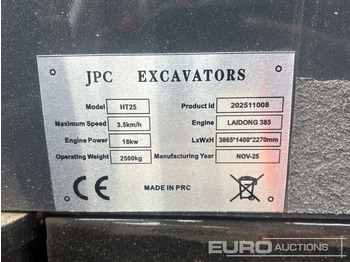 JPC EXCAVATORS
Model HT25 Product Id 202511008
Maximum Speed 3.5km/h Engine LAIDONG 385
Engine Power 18kw LxWxH 3865*1400*2270mm
Operating Weight 2500kg Manufacturing Year NOV-25
CE MADE IN PRC
EURO AUCTIONS